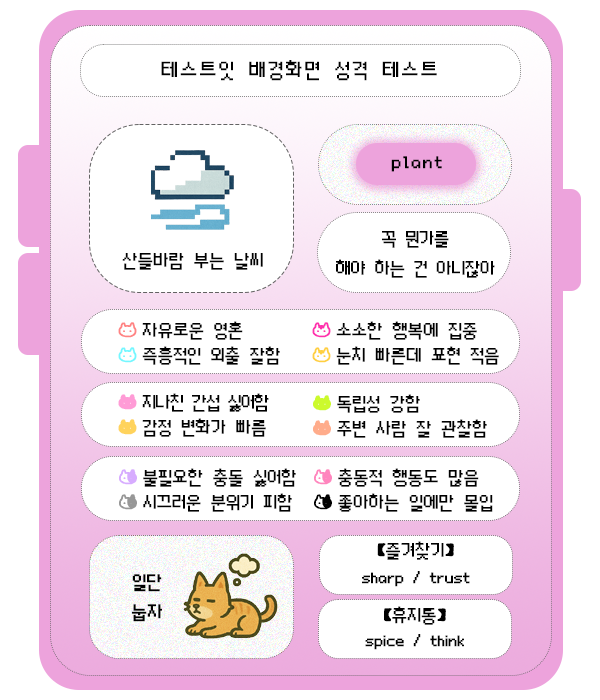 테스트잇 배경화면 성격 테스트
산들바람 부는 날씨
plant
꼭 뭔가를
해야 하는 건 아니잖아
자유로운 영혼
소소한 행복에 집중
즉흥적인 외출 잘함
눈치 빠른데 표현 적음
지나친 간섭 싫어함
독립성 강함
감정 변화가 빠름
주변 사람 잘 관찰함
불필요한 충돌 싫어함
충동적 행동도 많음
시끄러운 분위기 피함
좋아하는 일에만 몰입
일단
눕자
【즐겨찾기】
sharp / trust
【휴지통】
spice / think